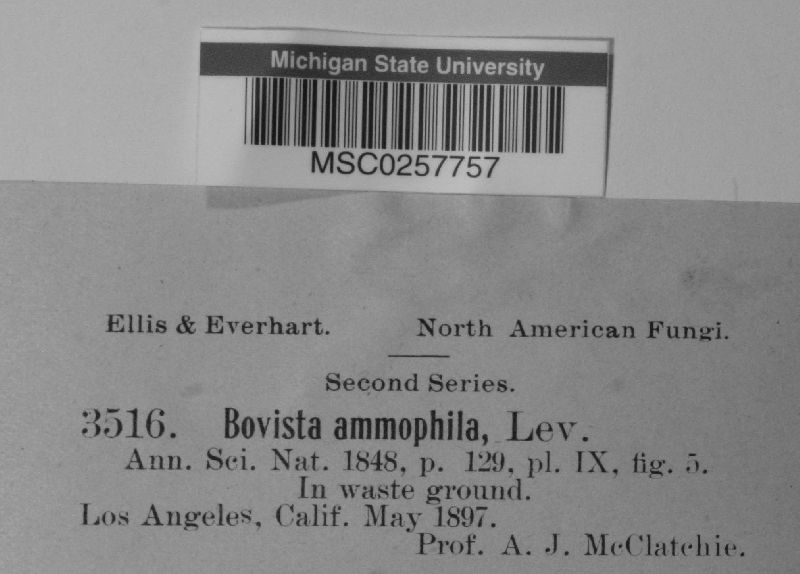 Michigan State University
MSC0257757
Ellis & Everhart. North American Fungi.
Second Series.
3516. Bovista ammophila, Lev.
Ann. Sci. Nat. 1848, p. 129, pl. IX, fig. 5.
In waste ground.
Los Angeles, Calif. May 1897.
Prof. A. J. McClatchie.